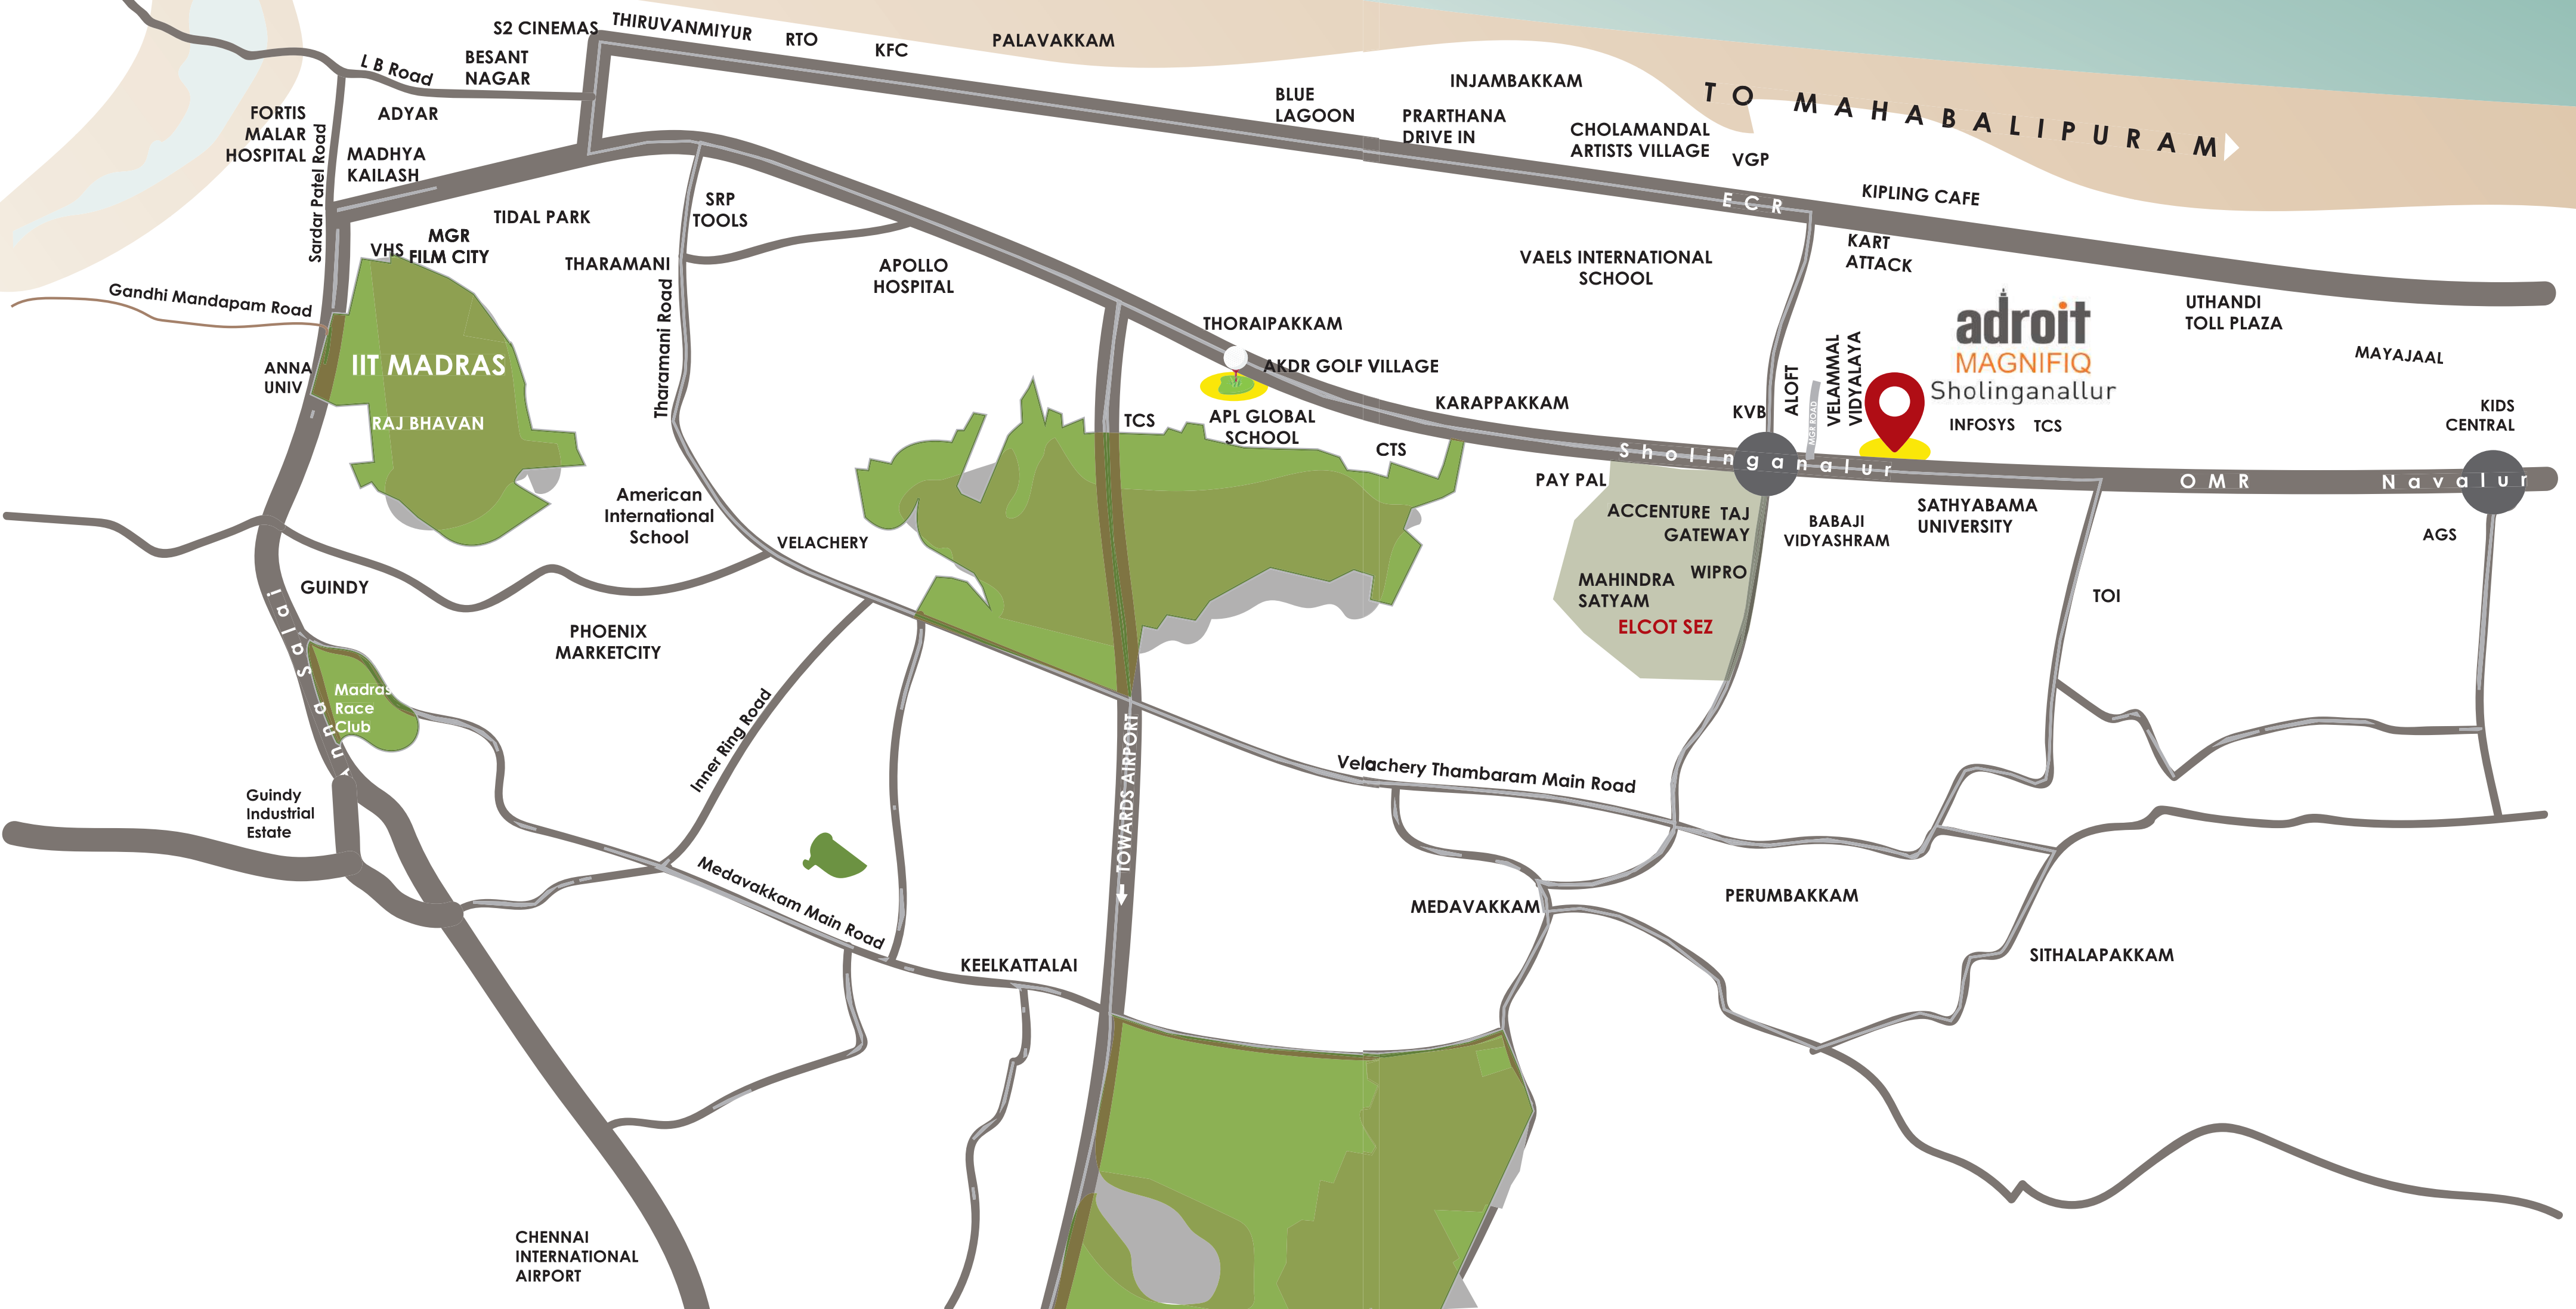 S2 CINEMAS
THIRUVANMIYUR
RTO
KFC
PALAVAKKAM
L B Road
BESANT
NAGAR
FORTIS
MALAR
HOSPITAL
ADYAR
Sardar Patel Road
MADHYA
KAILASH
BLUE
LAGOON
INJAMBAKKAM
PRARTHANA
DRIVE IN
CHOLAMANDAL
ARTISTS VILLAGE
VGP
TO MAHABALIPURAM
ECR
KIPLING CAFE
KART
ATTACK
VAELS INTERNATIONAL
SCHOOL
TIDAL PARK
SRP
TOOLS
MGR
FILM CITY
VHS
THARAMANI
Tharamani Road
APOLLO
HOSPITAL
Gandhi Mandapam Road
ANNA
UNIV
IIT MADRAS
RAJ BHAVAN
THORAIPAKKAM
AKDR GOLF VILLAGE
TCS
APL GLOBAL
SCHOOL
CTS
KARAPPAKKAM
KVB
ALOFT
MGR ROAD
VELAMMAL
VIDYALAYA
adroit
MAGNIFIQ
Sholinganallur
INFOSYS
TCS
UTHANDI
TOLL PLAZA
MAYAJAAL
KIDS
CENTRAL
Sholinganalur
OMR
Navalur
AGS
PAY PAL
ACCENTURE
TAJ
GATEWAY
MAHINDRA
SATYAM
WIPRO
ELCOT SEZ
BABAJI
VIDYASHRAM
SATHYABAMA
UNIVERSITY
TOI
American
International
School
VELACHERY
GUINDY
PHOENIX
MARKETCITY
Anna Salai
Madras
Race
Club
Inner Ring Road
TOWARDS AIRPORT
Velachery Thambaram Main Road
Guindy
Industrial
Estate
Medavakkam Main Road
KEELKATTALAI
MEDAVAKKAM
PERUMBAKKAM
SITHALAPAKKAM
CHENNAI
INTERNATIONAL
AIRPORT